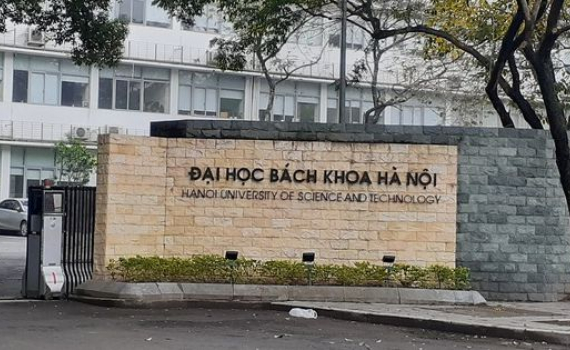 ĐẠI HỌC BÁCH KHOA HÀ NỘI
HANOI UNIVERSITY OF SCIENCE AND TECHNOLOGY